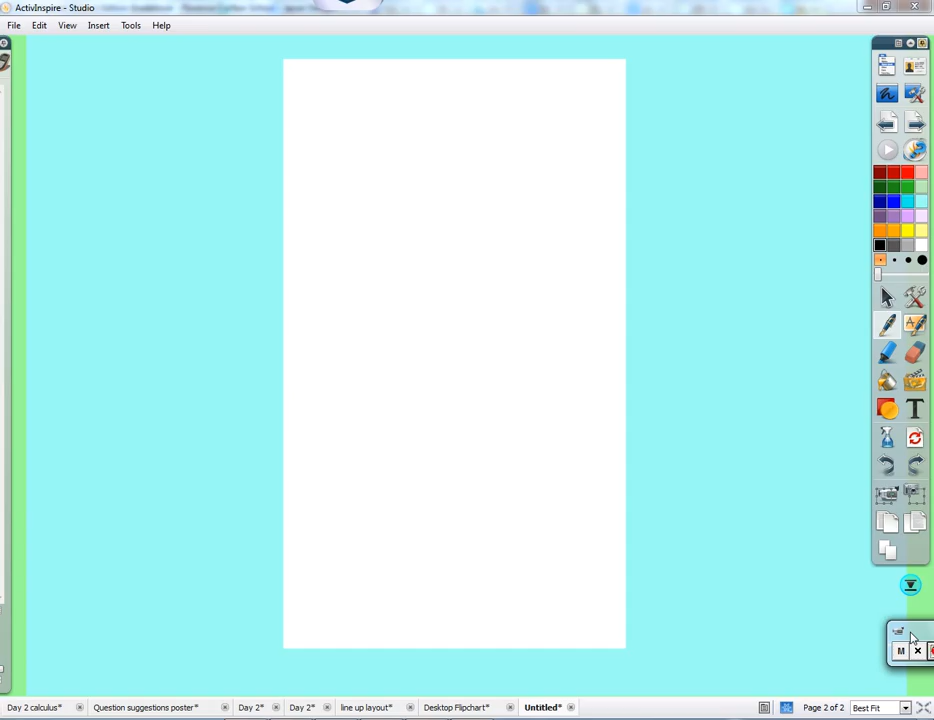 ActivInspire - Studio
File Edit View Insert Tools Help
T
M
Day 2 calculus* Question suggestions poster* Day 2* Day 2* line up layout* Desktop Flipchart* Untitled* Page 2 of 2 Best Fit